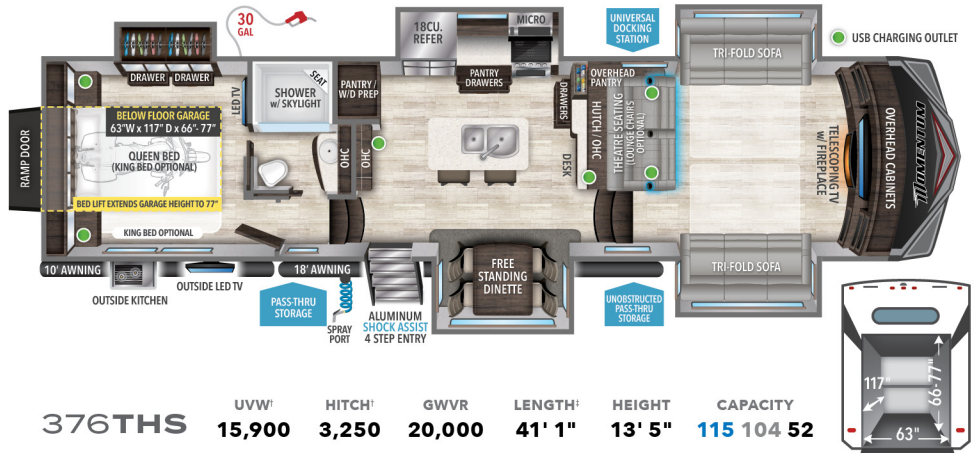 30
GAL
18CU.
REFER
MICRO
UNIVERSAL
DOCKING
STATION
USB CHARGING OUTLET
TRI-FOLD SOFA
DRAWER
DRAWER
LED TV
SHOWER
w/ SKYLIGHT
SEAT
PANTRY /
W/D PREP
PANTRY
DRAWERS
DRAWERS
OVERHEAD
PANTRY
HUTCH / OHC
THEATRE SEATING
(LOUNGE CHAIRS
OPTIONAL)
RAMP DOOR
BELOW FLOOR GARAGE
63"W x 117" D x 66"- 77"
QUEEN BED
(KING BED OPTIONAL)
BED LIFT EXTENDS GARAGE HEIGHT TO 77"
KING BED OPTIONAL
OHC
OHC
DESK
TELESCOPING TV
w/ FIREPLACE
OVERHEAD CABINETS
MOMENTUM
10' AWNING
OUTSIDE KITCHEN
OUTSIDE LED TV
18' AWNING
PASS-THRU
STORAGE
SPRAY
PORT
ALUMINUM
SHOCK ASSIST
4 STEP ENTRY
FREE
STANDING
DINETTE
UNOBSTRUCTED
PASS-THRU
STORAGE
TRI-FOLD SOFA
117"
66-77"
63"
376THS
UVW† HITCH† GVWR LENGTH‡ HEIGHT CAPACITY
15,900 3,250 20,000 41' 1" 13' 5" 115 104 52